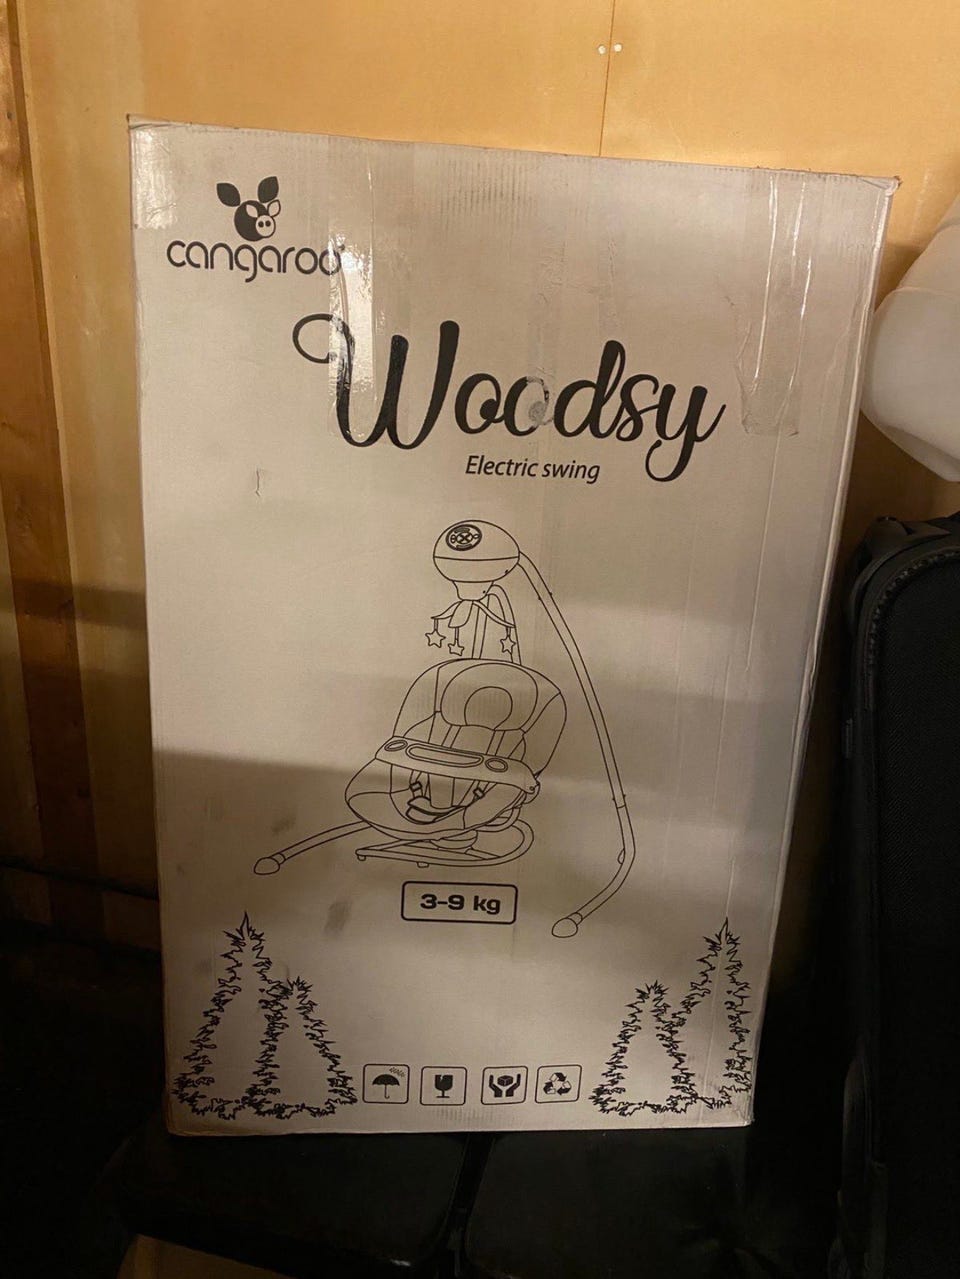 cangaroo
Woodsy
Electric swing
3-9 kg